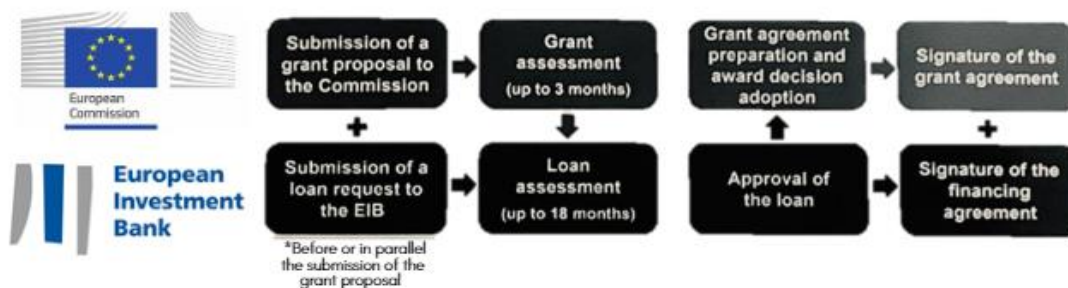 European
Commission
Submission of a
grant proposal to
the Commission
Grant
assessment
(up to 3 months)
Grant agreement
preparation and
award decision
adoption
Signature of the
grant agreement
+
+
European
Investment
Bank
Submission of a
loan request to
the EIB
Loan
assessment
(up to 18 months)
Approval of
the loan
Signature of the
financing
agreement
*Before or in parallel
the submission of the
grant proposal